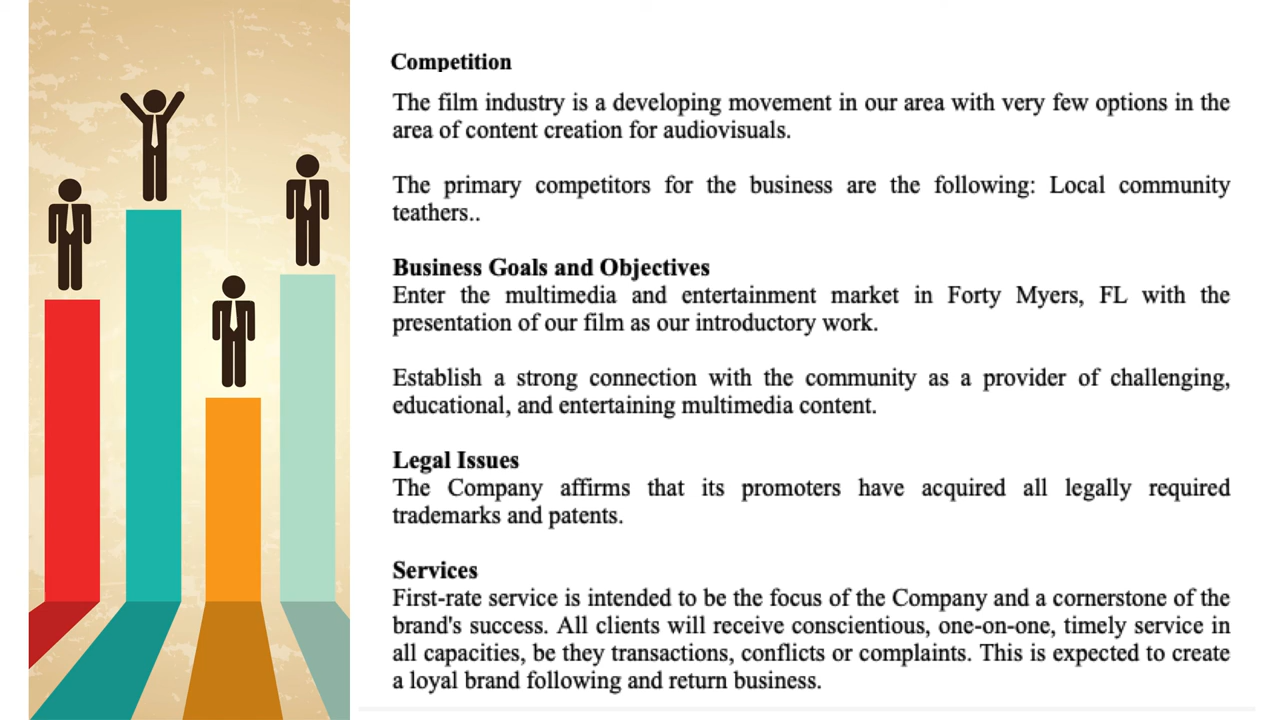 Competition
The film industry is a developing movement in our area with very few options in the
area of content creation for audiovisuals.
The primary competitors for the business are the following: Local community
teathers..
Business Goals and Objectives
Enter the multimedia and entertainment market in Forty Myers, FL with the
presentation of our film as our introductory work.
Establish a strong connection with the community as a provider of challenging,
educational, and entertaining multimedia content.
Legal Issues
The Company affirms that its promoters have acquired all legally required
trademarks and patents.
Services
First-rate service is intended to be the focus of the Company and a cornerstone of the
brand's success. All clients will receive conscientious, one-on-one, timely service in
all capacities, be they transactions, conflicts or complaints. This is expected to create
a loyal brand following and return business.